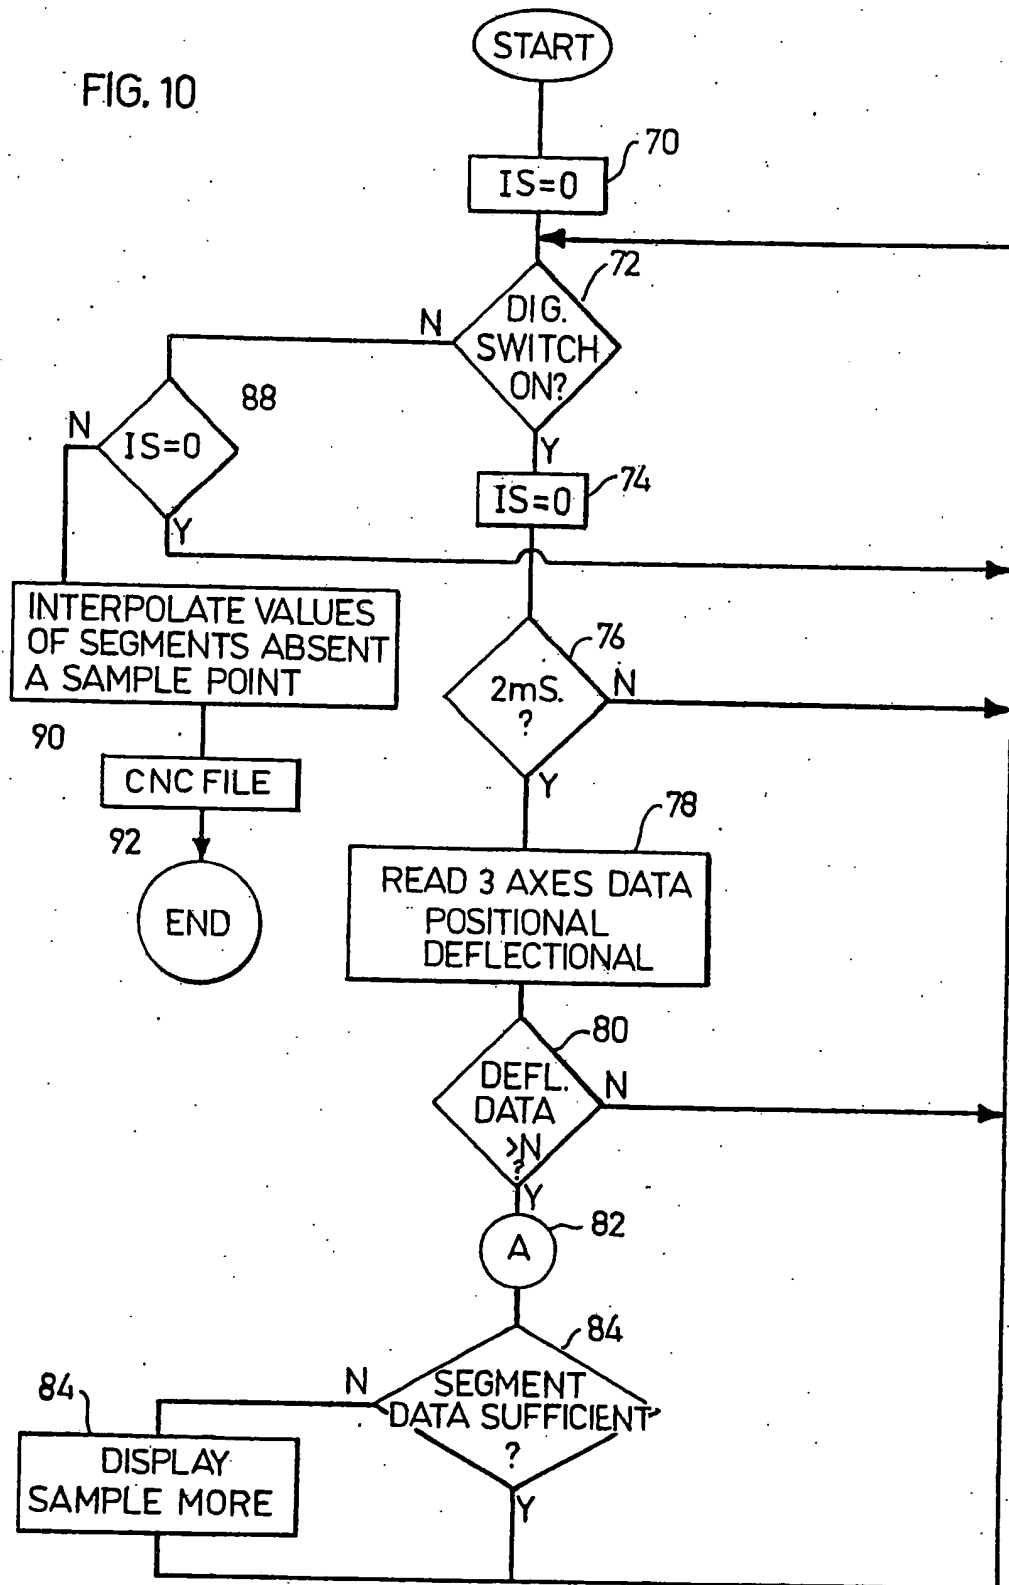 FIG. 10
START
70
IS=0
72
DIG.
SWITCH
ON?
N
Y
88
IS=0
N
Y
74
IS=0
INTERPOLATE VALUES
OF SEGMENTS ABSENT
A SAMPLE POINT
76
2mS.
?
N
Y
90
CNC FILE
92
END
78
READ 3 AXES DATA
POSITIONAL
DEFLECTIONAL
80
DEFL.
DATA
>N
?
N
Y
82
A
84
SEGMENT
DATA SUFFICIENT
?
N
Y
84
DISPLAY
SAMPLE MORE